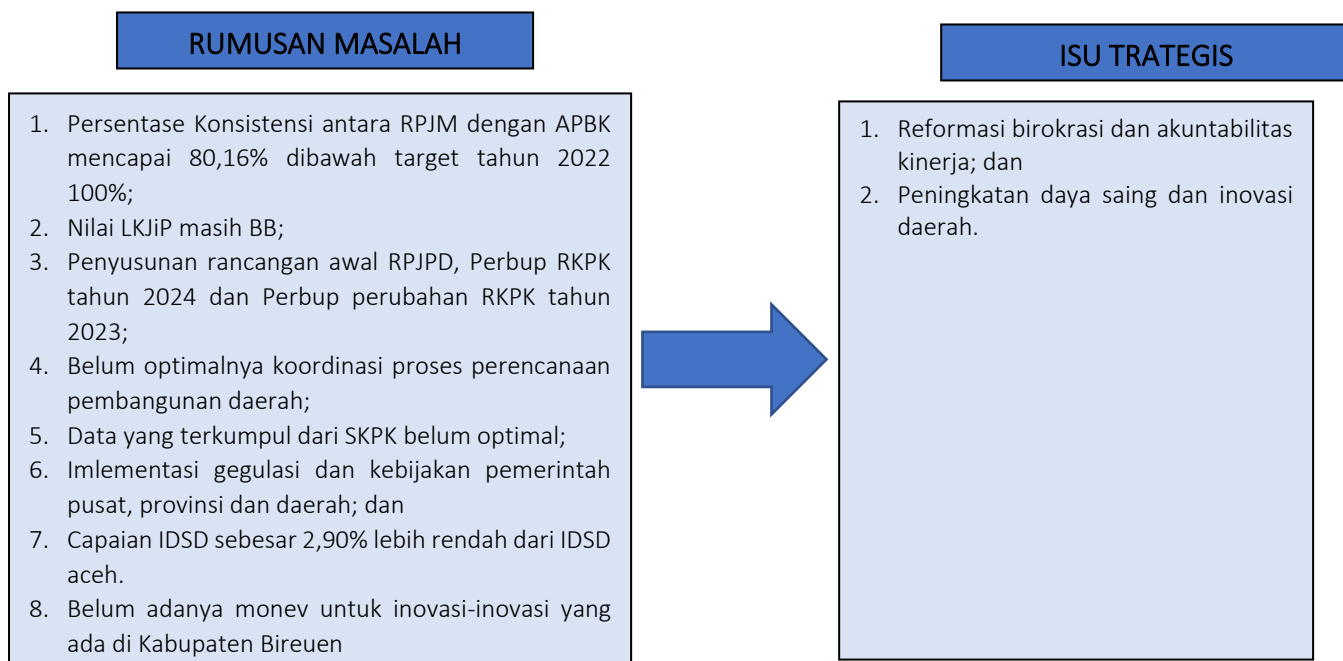 RUMUSAN MASALAH
1. Persentase Konsistensi antara RPJM dengan APBK
mencapai 80,16% dibawah target tahun 2022
100%;
2. Nilai LKJiP masih BB;
3. Penyusunan rancangan awal RPJPD, Perbup RKPK
tahun 2024 dan Perbup perubahan RKPK tahun
2023;
4. Belum optimalnya koordinasi proses perencanaan
pembangunan daerah;
5. Data yang terkumpul dari SKPK belum optimal;
6. Imlementasi gegulasi dan kebijakan pemerintah
pusat, provinsi dan daerah; dan
7. Capaian IDSD sebesar 2,90% lebih rendah dari IDSD
aceh.
8. Belum adanya monev untuk inovasi-inovasi yang
ada di Kabupaten Bireuen
ISU TRATEGIS
1. Reformasi birokrasi dan akuntabilitas
kinerja; dan
2. Peningkatan daya saing dan inovasi
daerah.